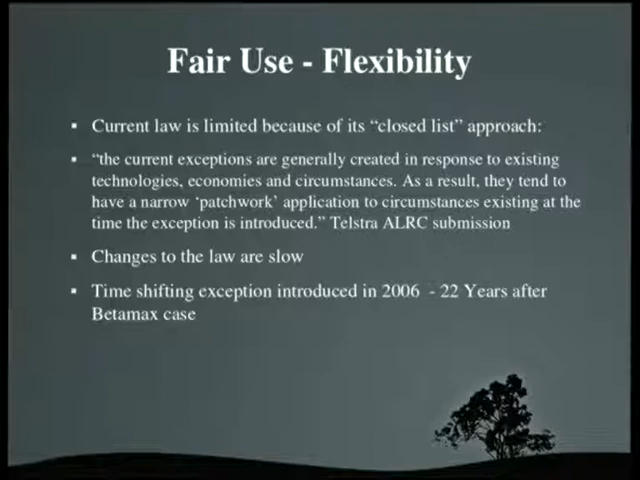 Fair Use - Flexibility
▪ Current law is limited because of its “closed list” approach:
▪ “the current exceptions are generally created in response to existing
technologies, economies and circumstances. As a result, they tend to
have a narrow ‘patchwork’ application to circumstances existing at the
time the exception is introduced.” Telstra ALRC submission
▪ Changes to the law are slow
▪ Time shifting exception introduced in 2006 - 22 Years after
Betamax case